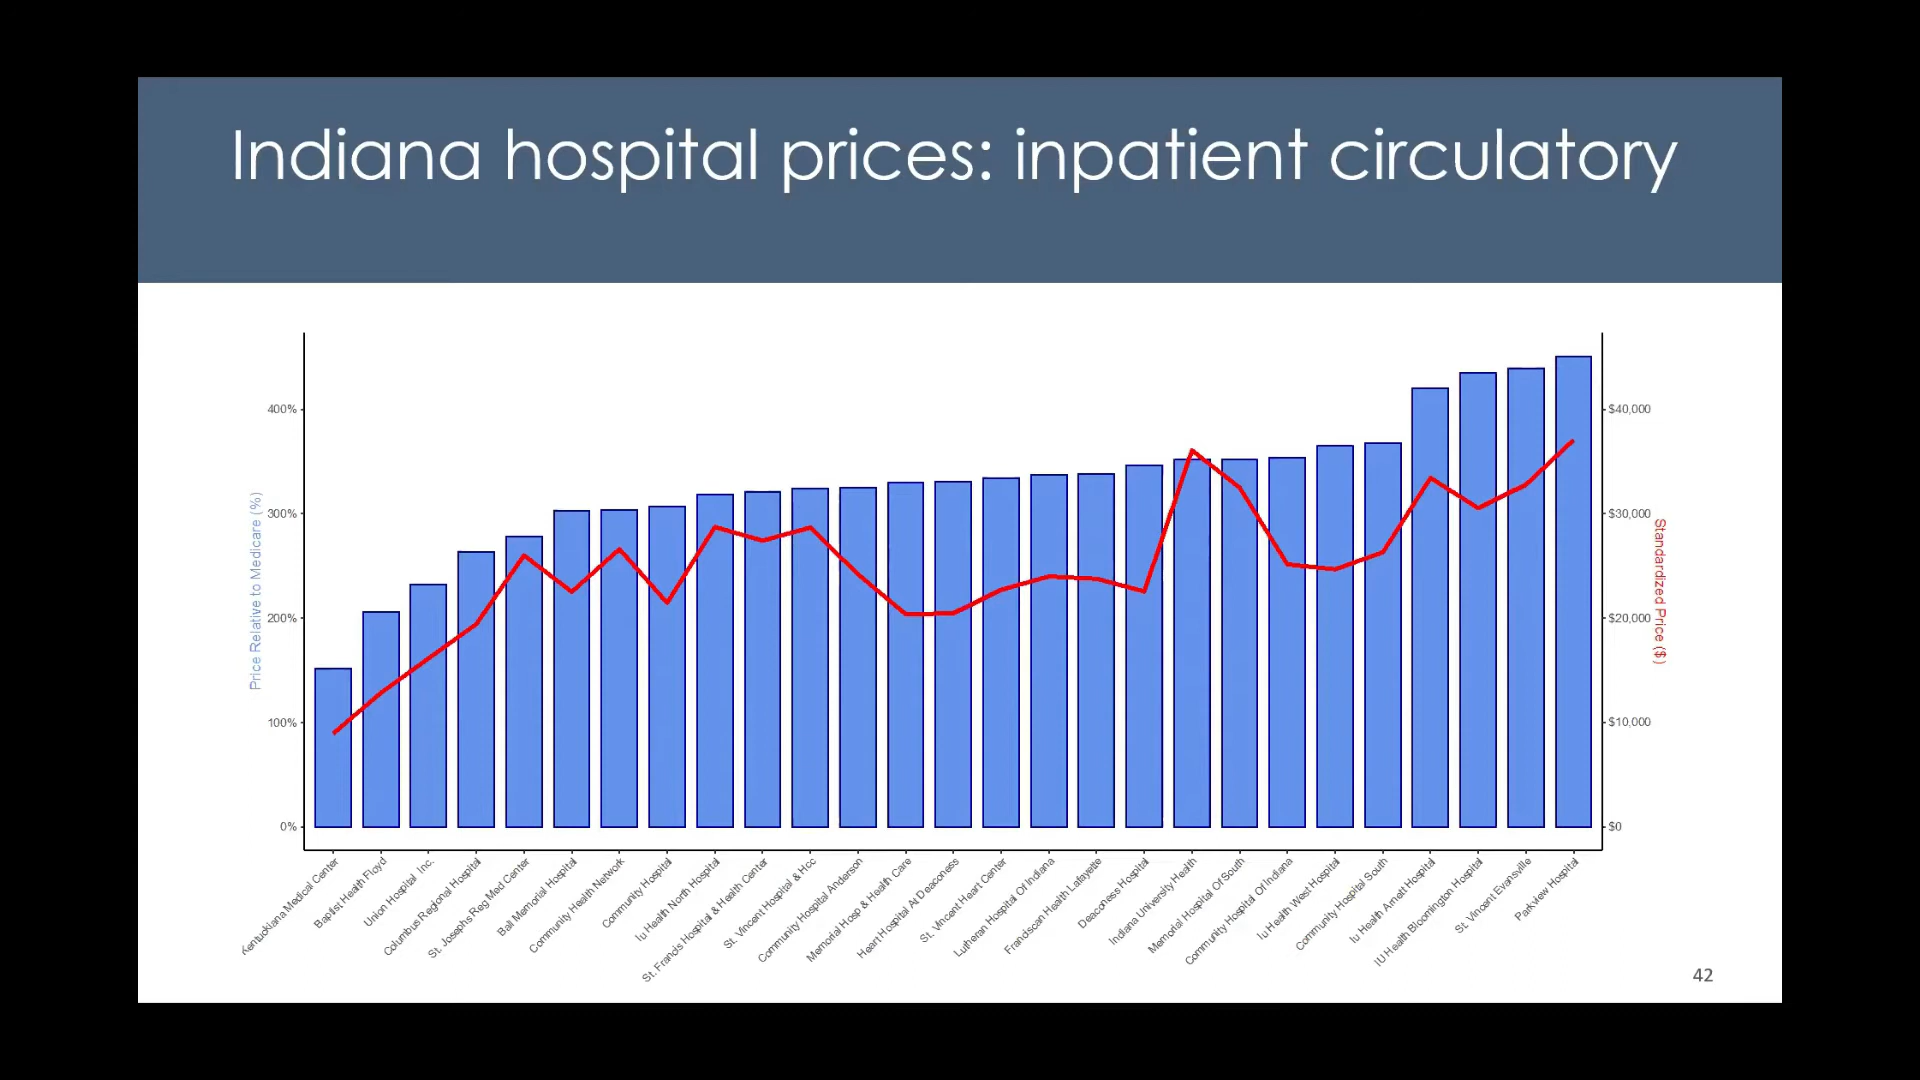 Indiana hospital prices: inpatient circulatory
Price Relative to Medicare (%)
400%
300%
200%
100%
0%
$40,000
$30,000
$20,000
$10,000
$0
Standardized Price ($)
Kentuckiana Medical Center
Baptist Health Floyd
Union Hospital Inc.
Columbus Regional Hospital
St. Josephs Reg Med Center
Ball Memorial Hospital
Community Health Network
Community Hospital
Iu Health North Hospital
St. Francis Hospital & Health Center
St. Vincent Hospital & Hcc
Community Hospital Anderson
Memorial Hosp & Health Care
Heart Hospital At Deaconess
St. Vincent Heart Center
Lutheran Hospital Of Indiana
Franciscan Health Lafayette
Deaconess Hospital
Indiana University Health
Memorial Hospital Of South
Community Hospital Of Indiana
Iu Health West Hospital
Community Hospital South
Iu Health Arnett Hospital
IU Health Bloomington Hospital
St. Vincent Evansville
Parkview Hospital
42